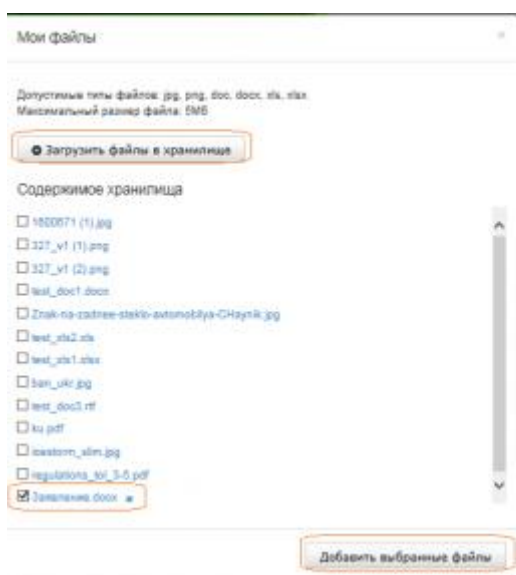 Мои файлы
Допустимые типы файлов: jpg, png, doc, docx, xls, xlsx
Максимальный размер файла: 5Мб
Загрузить файлы в хранилище
Содержимое хранилища
1600671 (1).jpg
327_v1 (1).png
327_v1 (2).png
test_doc1.docx
Znak-na-zadnee-steklo-avtomobilya-CHaynik.jpg
test_xls2.xls
test_xls1.xlsx
ban_ukr.jpg
test_doc3.rtf
ku.pdf
icestorm_slim.jpg
regulations_toi_3-5.pdf
Заявление.docx
Добавить выбранные файлы